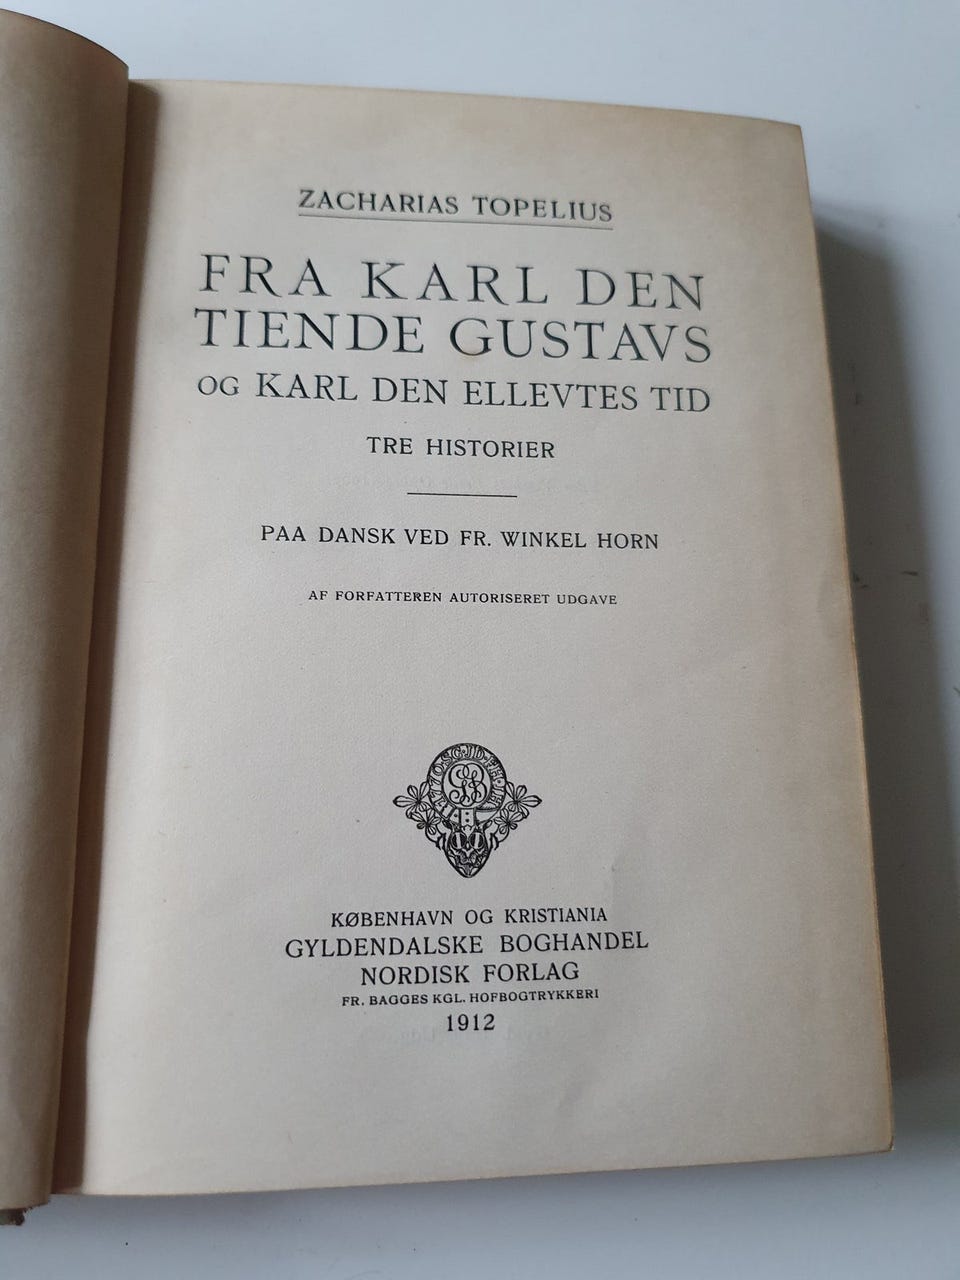 ZACHARIAS TOPELIUS
FRA KARL DEN
TIENDE GUSTAVS
OG KARL DEN ELLEVTES TID
TRE HISTORIER
PAA DANSK VED FR. WINKEL HORN
AF FORFATTEREN AUTORISERET UDGAVE
KØBENHAVN OG KRISTIANIA
GYLDENDALSKE BOGHANDEL
NORDISK FORLAG
FR. BAGGES KGL. HOFBOGTRYKKERI
1912